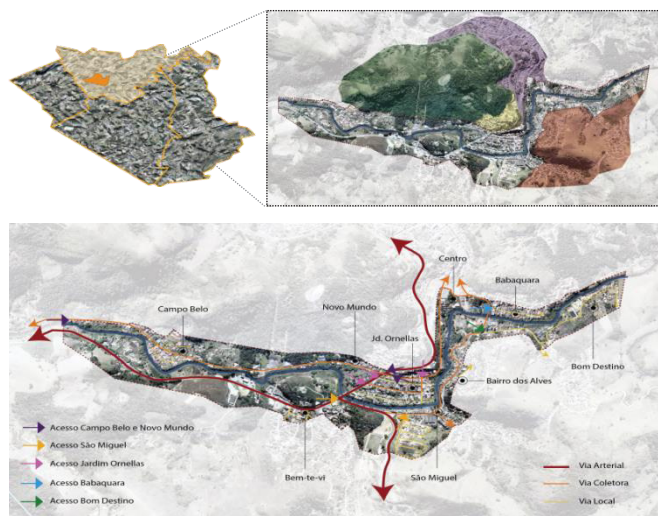 Centro
Babaquara
Novo Mundo
Campo Belo
Jd. Ornellas
Bom Destino
Bairro dos Alves
Acesso Campo Belo e Novo Mundo
Acesso São Miguel
Acesso Jardim Ornellas
Acesso Babaquara
Acesso Bom Destino
Bem-te-vi
São Miguel
Via Arterial
Via Coletora
Via Local